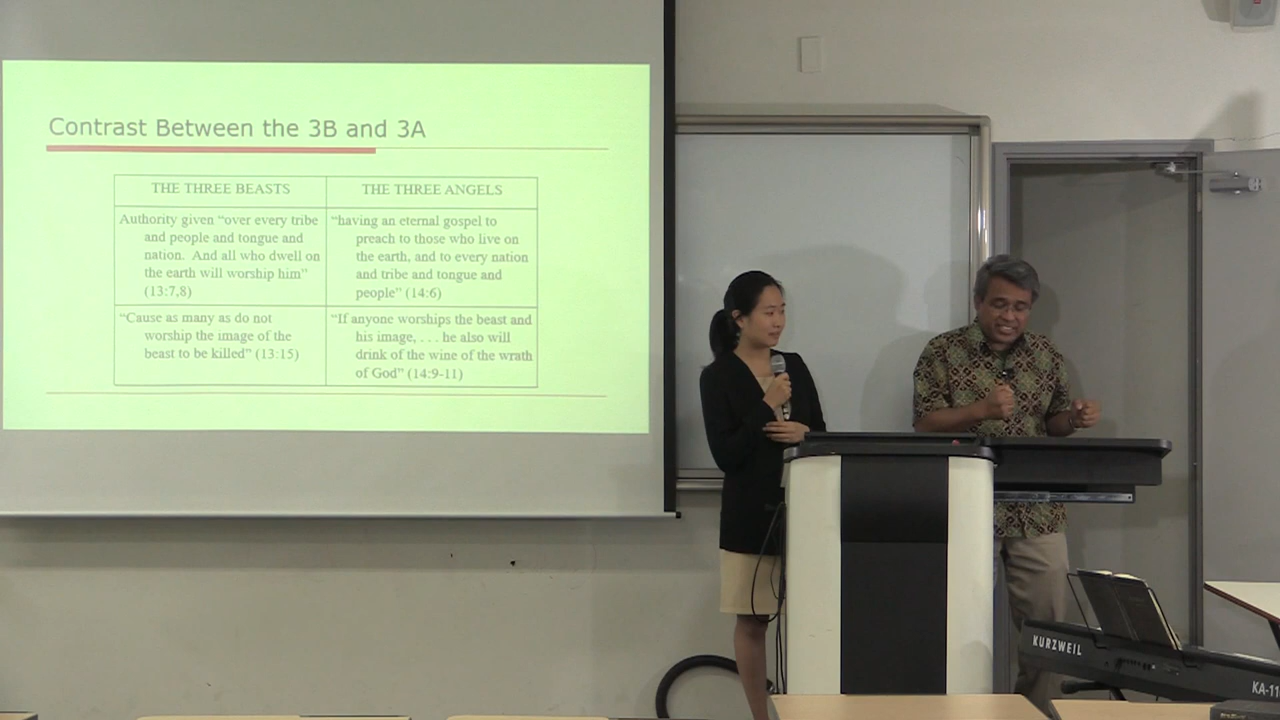 Contrast Between the 3B and 3A
THE THREE BEASTS
THE THREE ANGELS
Authority given “over every tribe
and people and tongue and
nation. And all who dwell on
the earth will worship him”
(13:7,8)
“having an eternal gospel to
preach to those who live on
the earth, and to every nation
and tribe and tongue and
people” (14:6)
“Cause as many as do not
worship the image of the
beast to be killed” (13:15)
“If anyone worships the beast and
his image, . . . he also will
drink of the wine of the wrath
of God” (14:9-11)
KURZWEIL
KA-11